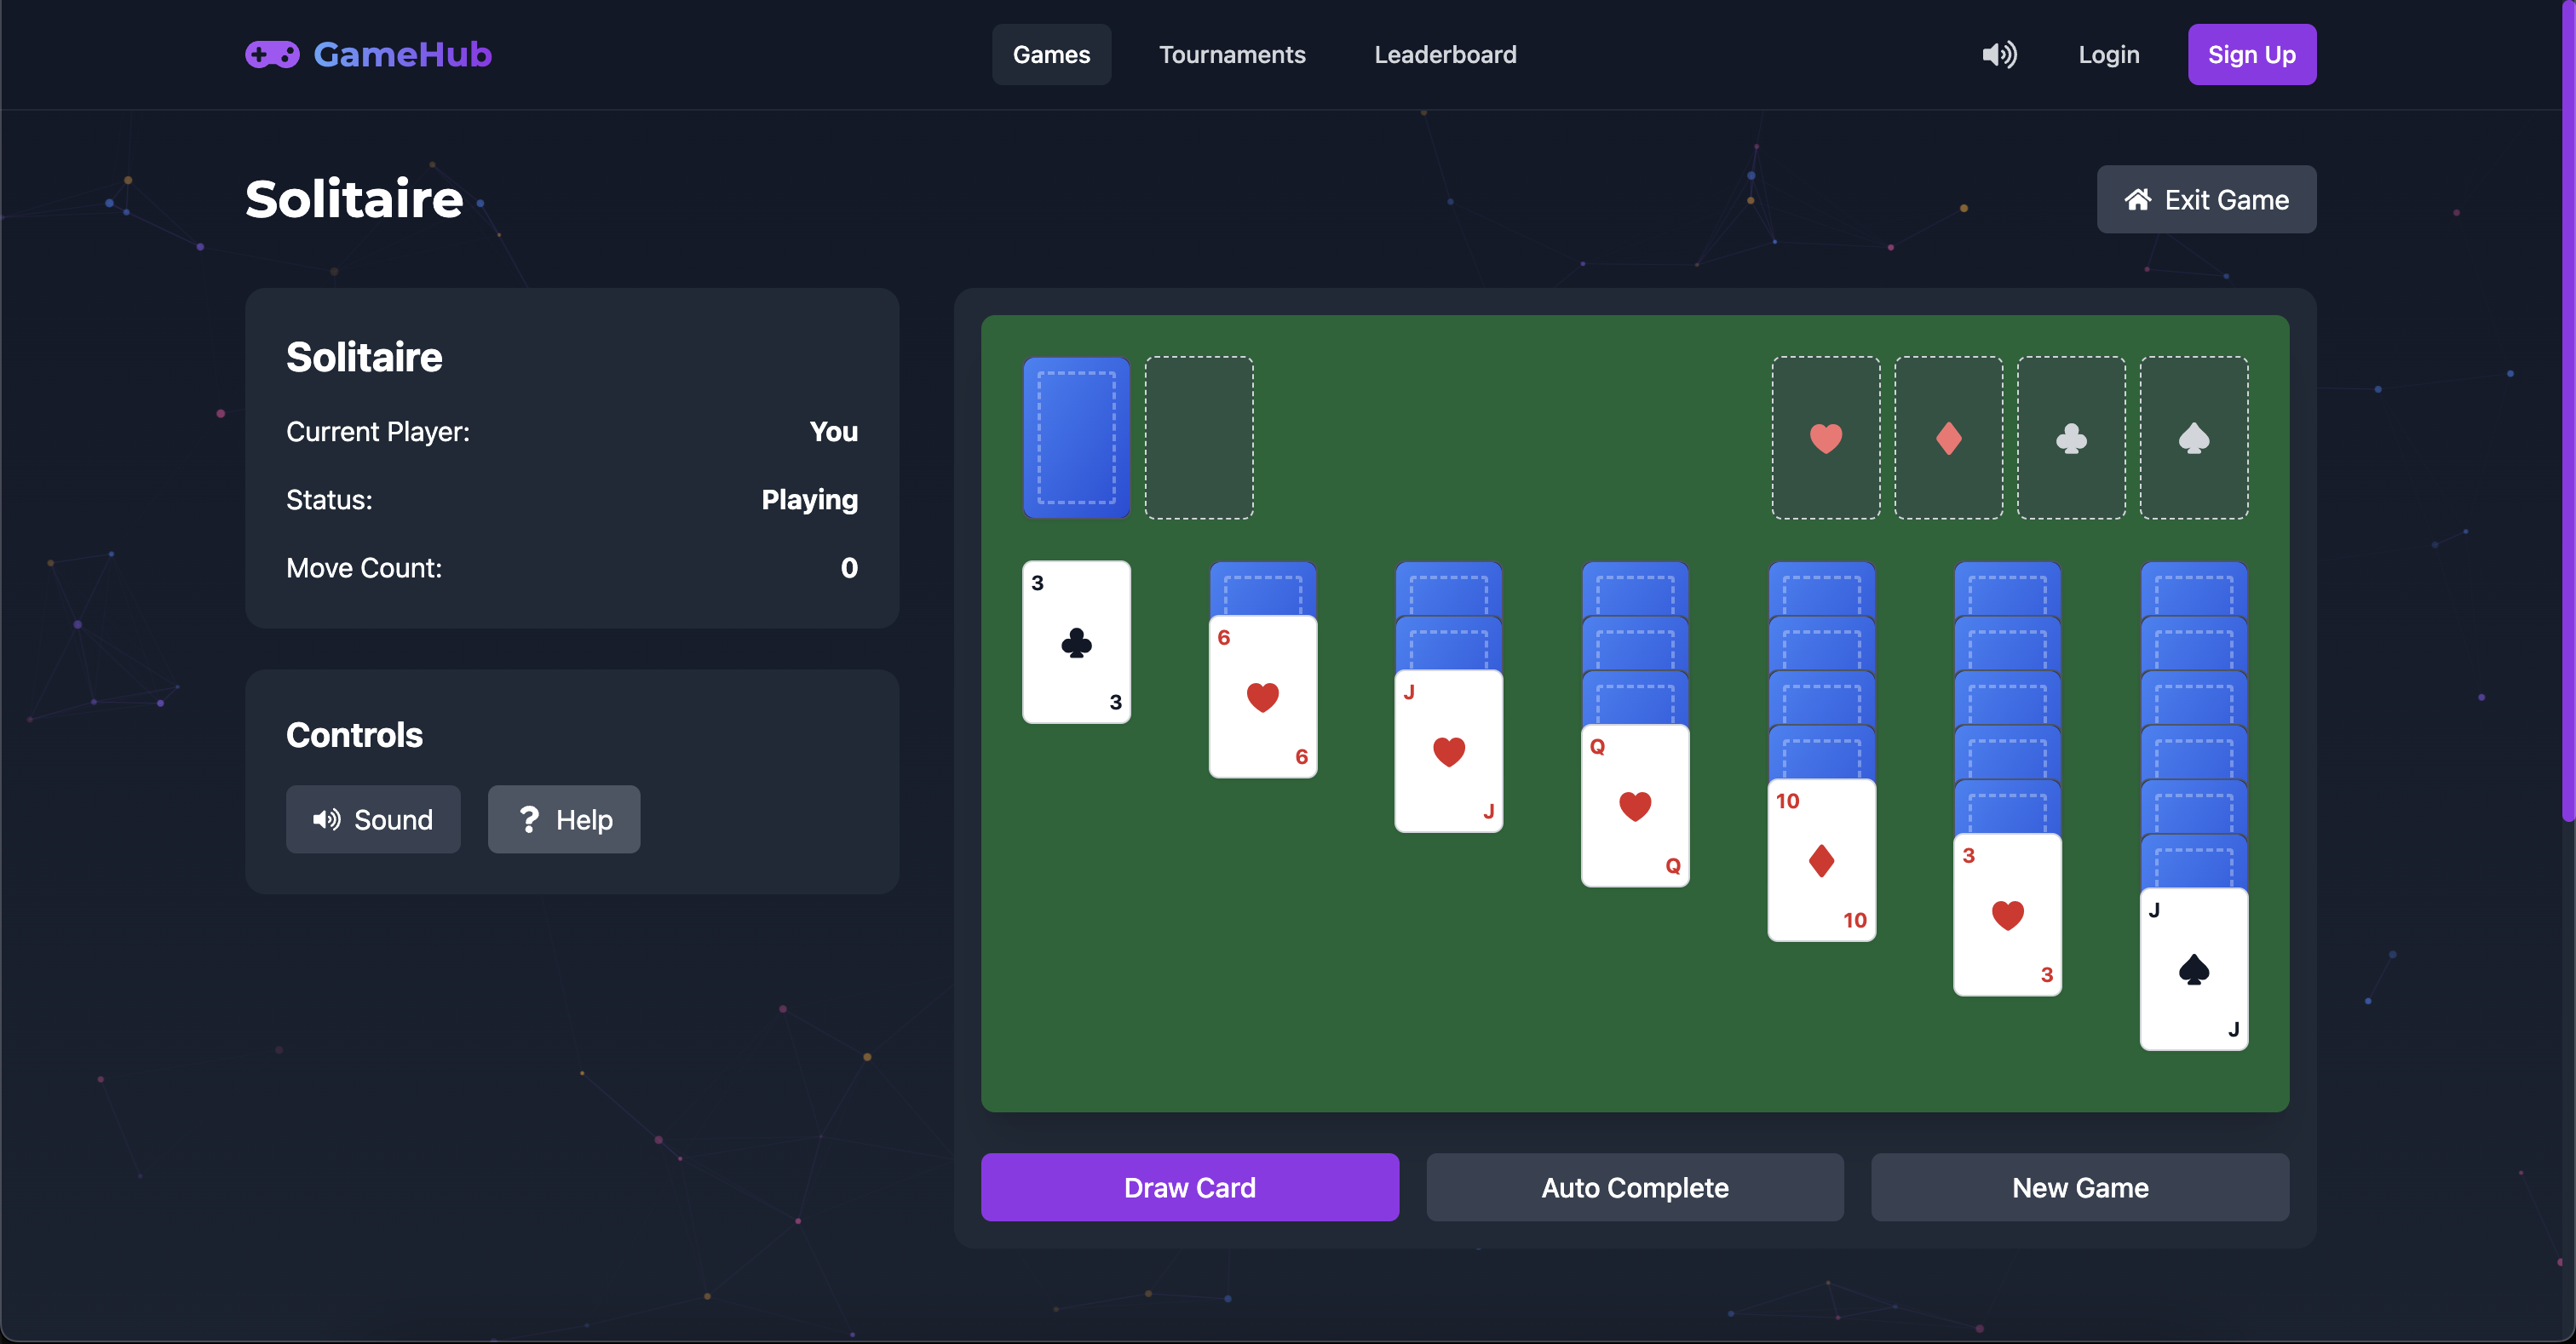 GameHub
Games Tournaments Leaderboard
Login
Sign Up
Solitaire
Exit Game
Solitaire
Current Player: You
Status: Playing
Move Count: 0
Controls
Sound
Help
3
3
6
6
J
J
Q
Q
10
10
3
3
J
J
Draw Card
Auto Complete
New Game